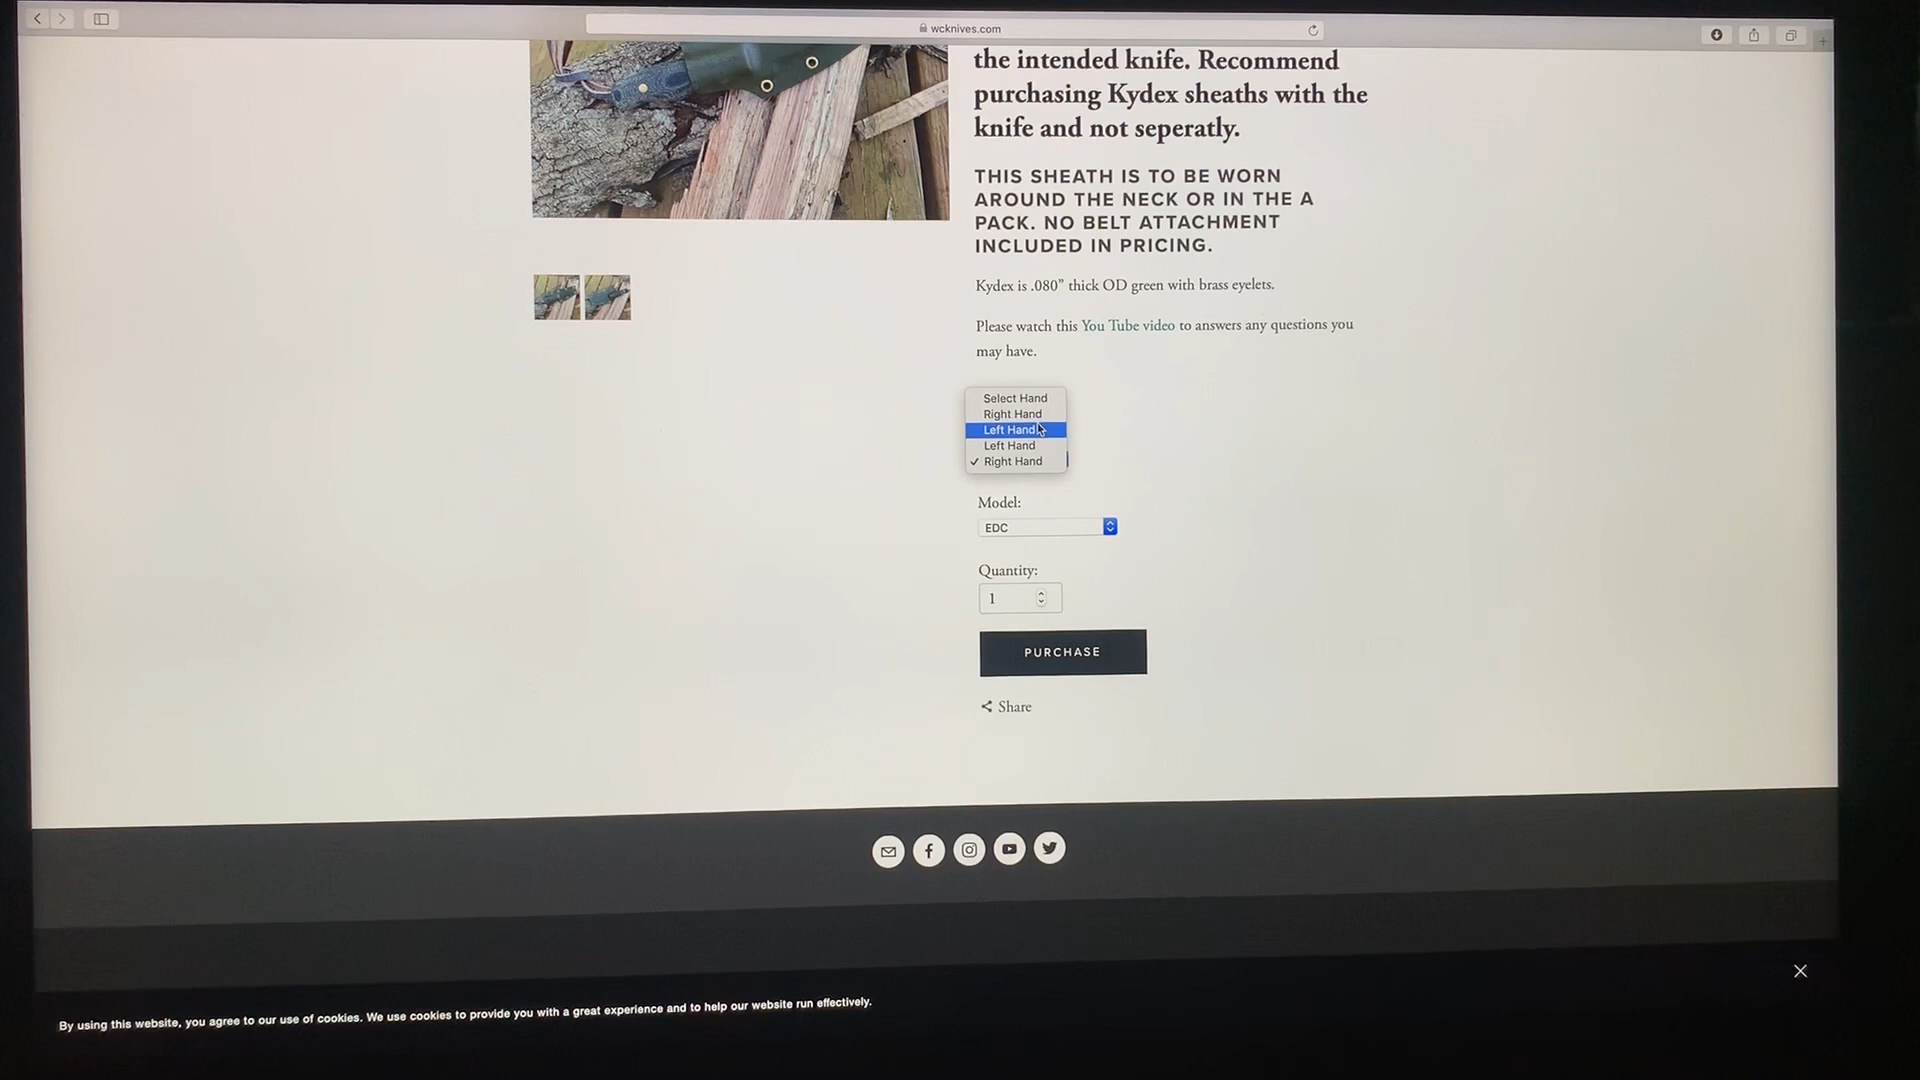 wcknives.com
the intended knife. Recommend
purchasing Kydex sheaths with the
knife and not seperatly.
THIS SHEATH IS TO BE WORN
AROUND THE NECK OR IN THE A
PACK. NO BELT ATTACHMENT
INCLUDED IN PRICING.
Kydex is .080” thick OD green with brass eyelets.
Please watch this You Tube video to answers any questions you
may have.
Select Hand
Right Hand
Left Hand
Left Hand
✓ Right Hand
Model:
EDC
Quantity:
1
PURCHASE
Share
By using this website, you agree to our use of cookies. We use cookies to provide you with a great experience and to help our website run effectively.